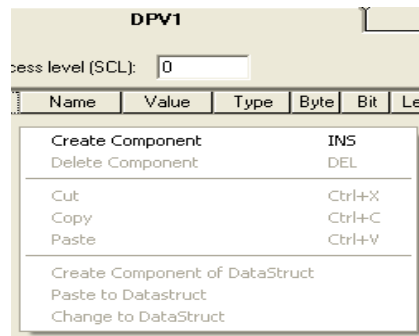 DPV1
cess level (SCL): 0
Name Value Type Byte Bit Le
Create Component INS
Delete Component DEL
Cut Ctrl+X
Copy Ctrl+C
Paste Ctrl+V
Create Component of DataStruct
Paste to Datastruct
Change to DataStruct